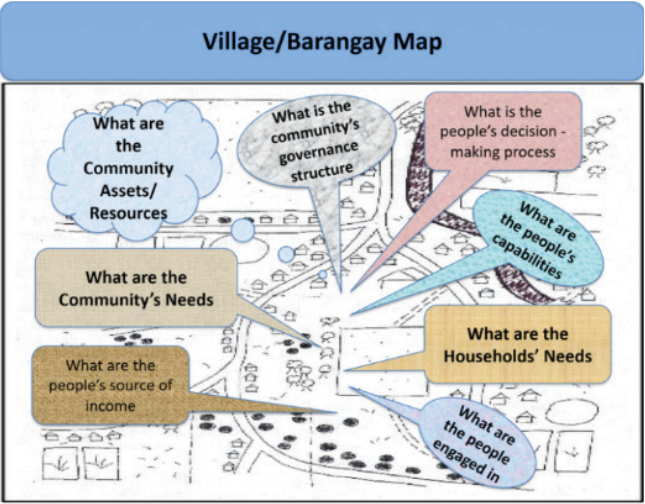 Village/Barangay Map
What are
the
Community
Assets/
Resources
What is the
community's
governance
structure
What is the
people's decision -
making process
What are
the people's
capabilities
What are the
Community's Needs
What are the
Households' Needs
What are the
people's source of
income
What are
the people
engaged in